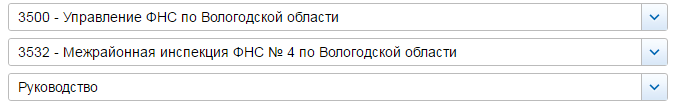 3500 - Управление ФНС по Вологодской области
3532 - Межрайонная инспекция ФНС № 4 по Вологодской области
Руководство